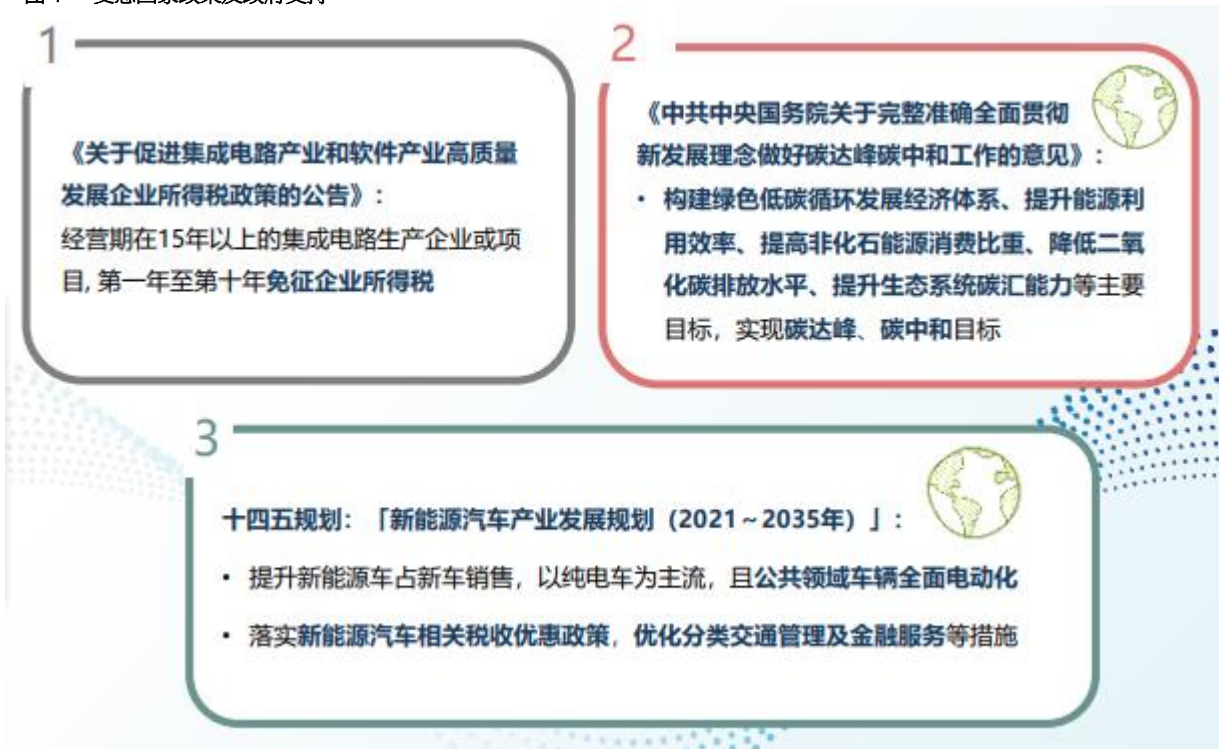 1
《关于促进集成电路产业和软件产业高质量
发展企业所得税政策的公告》:
经营期在15年以上的集成电路生产企业或项
目, 第一年至第十年免征企业所得税
2
《中共中央国务院关于完整准确全面贯彻
新发展理念做好碳达峰碳中和工作的意见》:
• 构建绿色低碳循环发展经济体系、提升能源利
用效率、提高非化石能源消费比重、降低二氧
化碳排放水平、提升生态系统碳汇能力等主要
目标，实现碳达峰、碳中和目标
3
十四五规划: 「新能源汽车产业发展规划（2021~2035年）」:
• 提升新能源车占新车销售，以纯电车为主流，且公共领域车辆全面电动化
• 落实新能源汽车相关税收优惠政策，优化分类交通管理及金融服务等措施